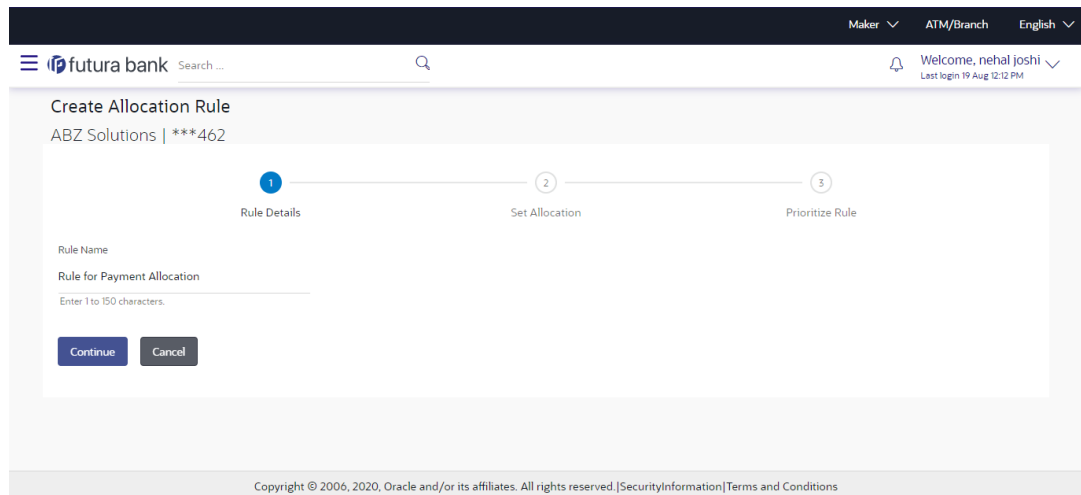 Maker ATM/Branch English
futura bank Search ... Welcome, nehal joshi
Last login 19 Aug 12:12 PM
Create Allocation Rule
ABZ Solutions | ***462
1 2 3
Rule Details Set Allocation Prioritize Rule
Rule Name
Rule for Payment Allocation
Enter 1 to 150 characters.
Continue Cancel
Copyright © 2006, 2020, Oracle and/or its affiliates. All rights reserved.|SecurityInformation|Terms and Conditions